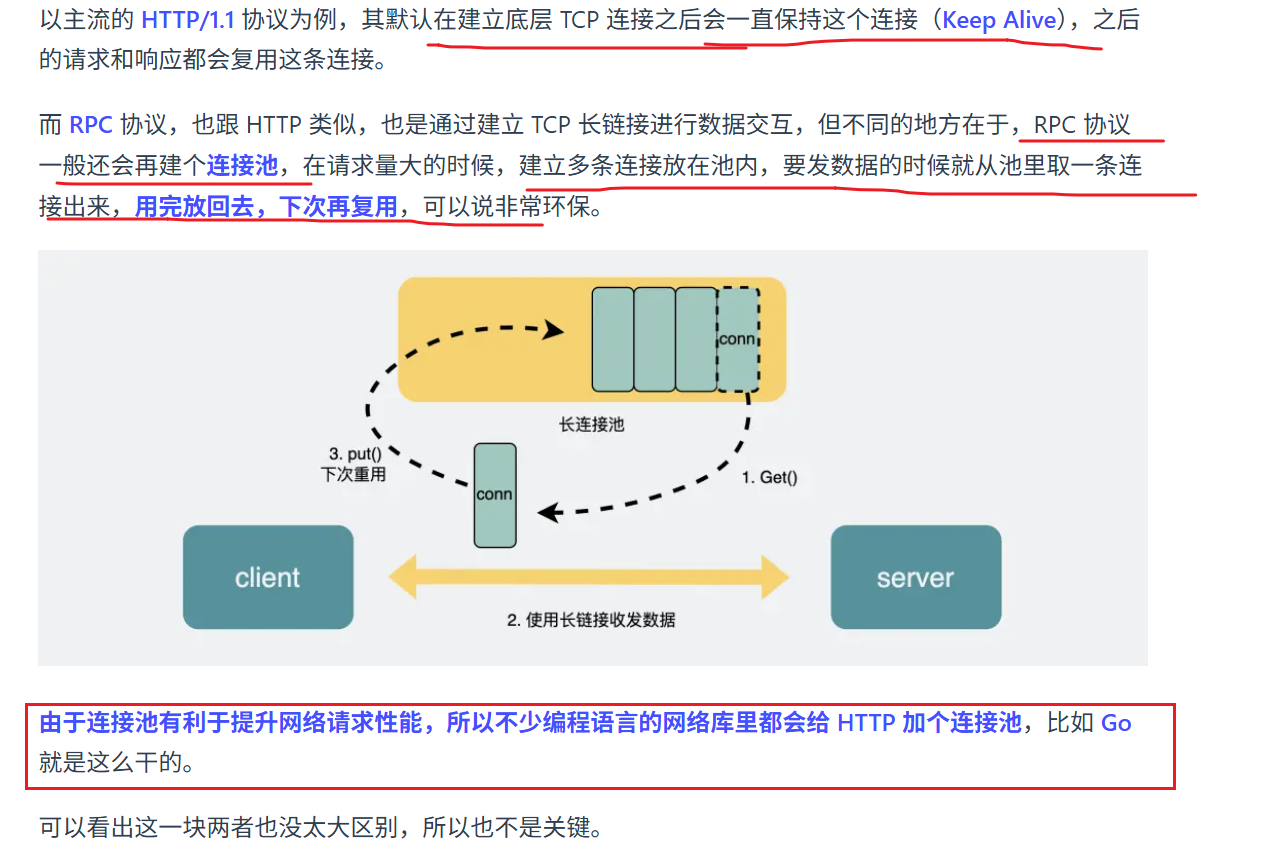 以主流的 HTTP/1.1 协议为例，其默认在建立底层 TCP 连接之后会一直保持这个连接（Keep Alive），之后
的请求和响应都会复用这条连接。
而 RPC 协议，也跟 HTTP 类似，也是通过建立 TCP 长链接进行数据交互，但不同的地方在于，RPC 协议
一般还会再建个连接池，在请求量大的时候，建立多条连接放在池内，要发数据的时候就从池里取一条连
接出来，用完放回去，下次再复用，可以说非常环保。
conn
长连接池
3. put()
下次重用
1. Get()
conn
client
server
2. 使用长链接收发数据
由于连接池有利于提升网络请求性能，所以不少编程语言的网络库里都会给 HTTP 加个连接池，比如 Go
就是这么干的。
可以看出这一块两者也没太大区别，所以也不是关键。